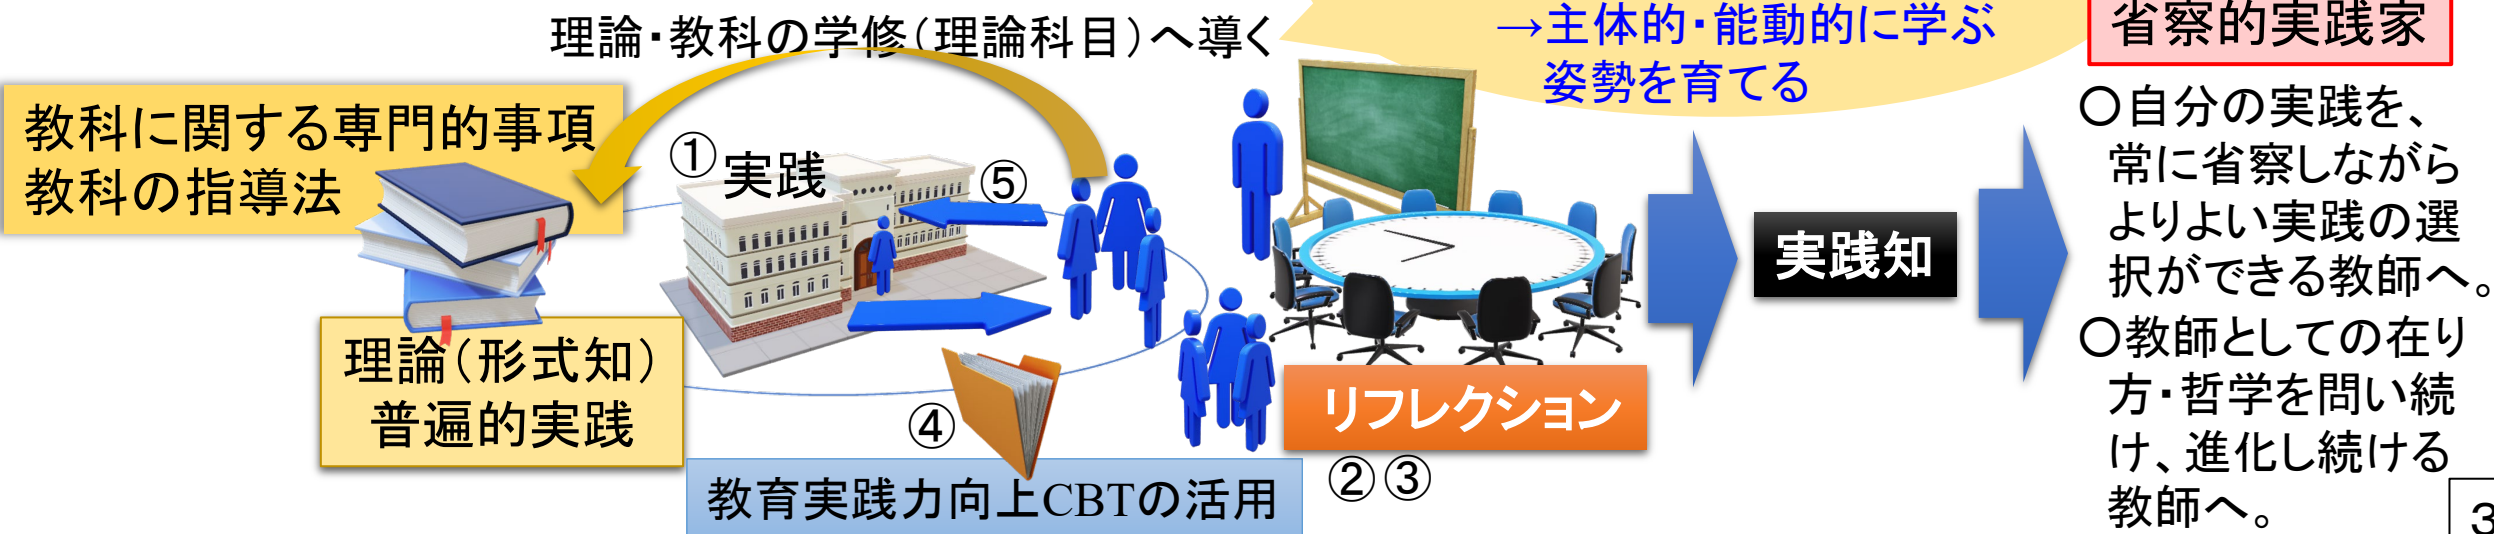 理論・教科の学修（理論科目）へ導く
→主体的・能動的に学ぶ
姿勢を育てる
省察的実践家
教科に関する専門的事項
教科の指導法
①実践
⑤
理論（形式知）
普遍的実践
④
教育実践力向上CBTの活用
リフレクション
②③
実践知
○自分の実践を、
常に省察しながら
よりよい実践の選
択ができる教師へ。
○教師としての在り
方・哲学を問い続
け、進化し続ける
教師へ。
3